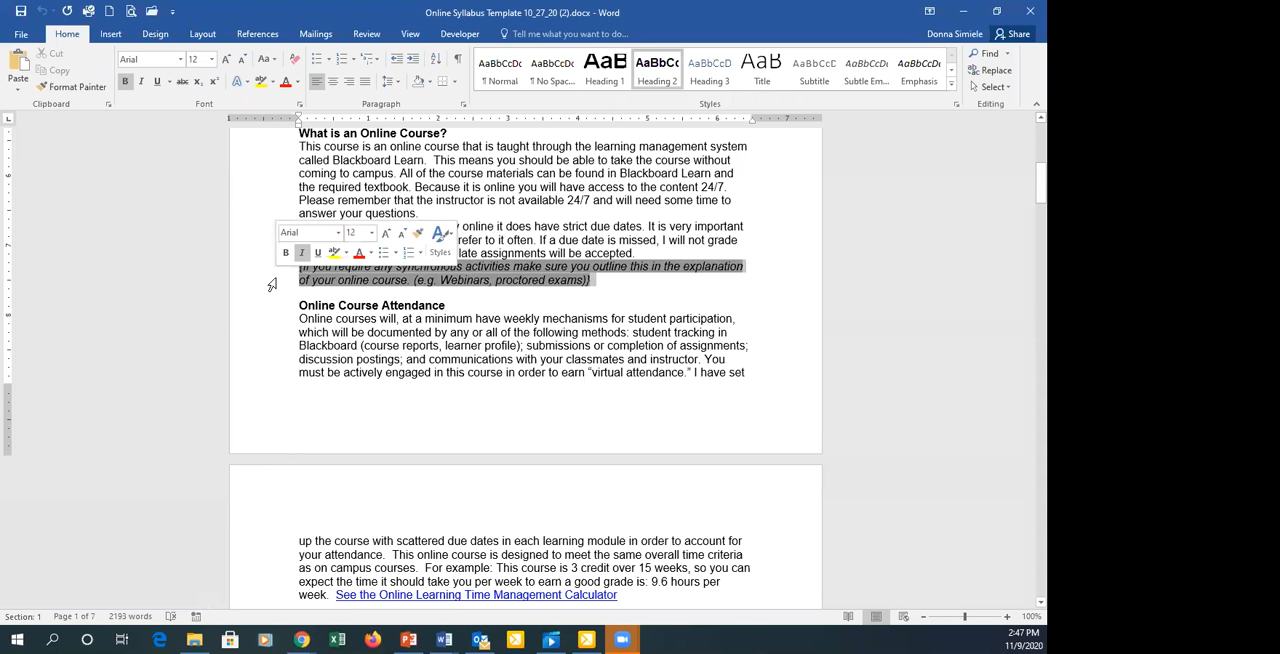 Online Syllabus Template 10_27_20 (2).docx - Word
File Home Insert Design Layout References Mailings Review View Developer Tell me what you want to do... Donna Simiele Share
Paste Cut Copy Format Painter
Arial 12 Aa
B I U abc x₂ x² A A
AaBbCcDc ¶ Normal AaBbCcDc ¶ No Spac... AaB Heading 1 AaBbCc Heading 2 AaBbCcDc Heading 3 AaB Title AaBbCcDc Subtitle AaBbCcDc Subtle Em... AaBbCcDc Emphasis
Find Replace Select
Clipboard Font Paragraph Styles Editing
What is an Online Course?
This course is an online course that is taught through the learning management system
called Blackboard Learn. This means you should be able to take the course without
coming to campus. All of the course materials can be found in Blackboard Learn and
the required textbook. Because it is online you will have access to the content 24/7.
Please remember that the instructor is not available 24/7 and will need some time to
answer your questions.
online it does have strict due dates. It is very important
refer to it often. If a due date is missed, I will not grade
late assignments will be accepted.
Arial 12 A A
B I U A Styles
{If you require any synchronous activities make sure you outline this in the explanation
of your online course. (e.g. Webinars, proctored exams)}
Online Course Attendance
Online courses will, at a minimum have weekly mechanisms for student participation,
which will be documented by any or all of the following methods: student tracking in
Blackboard (course reports, learner profile); submissions or completion of assignments;
discussion postings; and communications with your classmates and instructor. You
must be actively engaged in this course in order to earn “virtual attendance.” I have set
up the course with scattered due dates in each learning module in order to account for
your attendance. This online course is designed to meet the same overall time criteria
as on campus courses. For example: This course is 3 credit over 15 weeks, so you can
expect the time it should take you per week to earn a good grade is: 9.6 hours per
week. See the Online Learning Time Management Calculator
Section: 1 Page 1 of 7 2193 words 100%
2:47 PM
11/9/2020